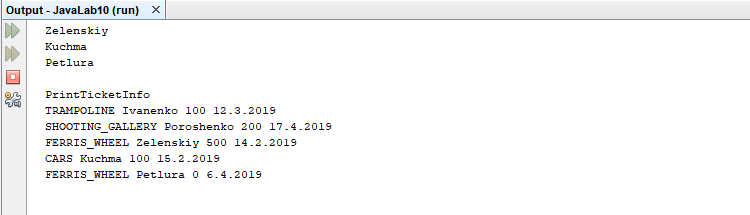 Output - JavaLab10 (run) ×
Zelenskiy
Kuchma
Petlura
PrintTicketInfo
TRAMPOLINE Ivanenko 100 12.3.2019
SHOOTING_GALLERY Poroshenko 200 17.4.2019
FERRIS_WHEEL Zelenskiy 500 14.2.2019
CARS Kuchma 100 15.2.2019
FERRIS_WHEEL Petlura 0 6.4.2019